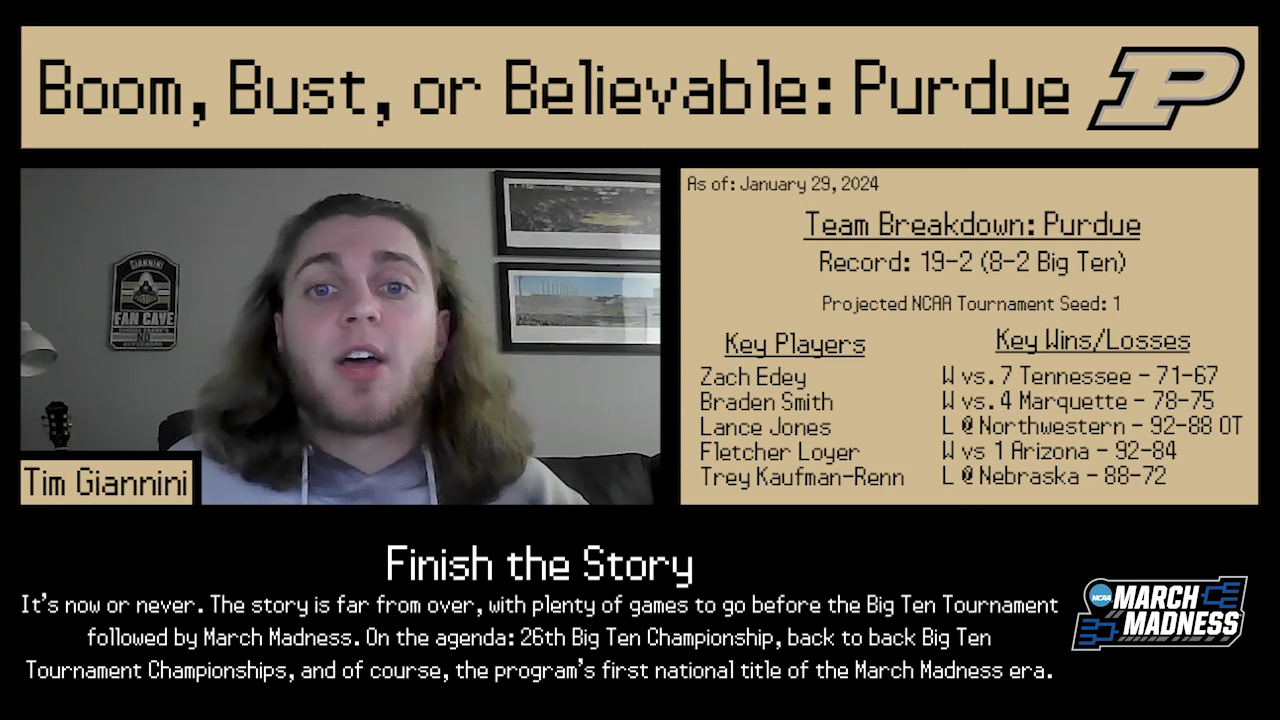 Boom, Bust, or Believable: Purdue
P
GIANNINI
FAN CAVE
NO
Tim Giannini
As of: January 29, 2024
Team Breakdown: Purdue
Record: 19-2 (8-2 Big Ten)
Projected NCAA Tournament Seed: 1
Key Players
Zach Edey
Braden Smith
Lance Jones
Fletcher Loyer
Trey Kaufman-Renn
Key Wins/Losses
W vs. 7 Tennessee - 71-67
W vs. 4 Marquette - 78-75
L @ Northwestern - 92-88 OT
W vs 1 Arizona - 92-84
L @ Nebraska - 88-72
Finish the Story
It's now or never. The story is far from over, with plenty of games to go before the Big Ten Tournament
followed by March Madness. On the agenda: 26th Big Ten Championship, back to back Big Ten
Tournament Championships, and of course, the program's first national title of the March Madness era.
NCAA
MARCH
MADNESS